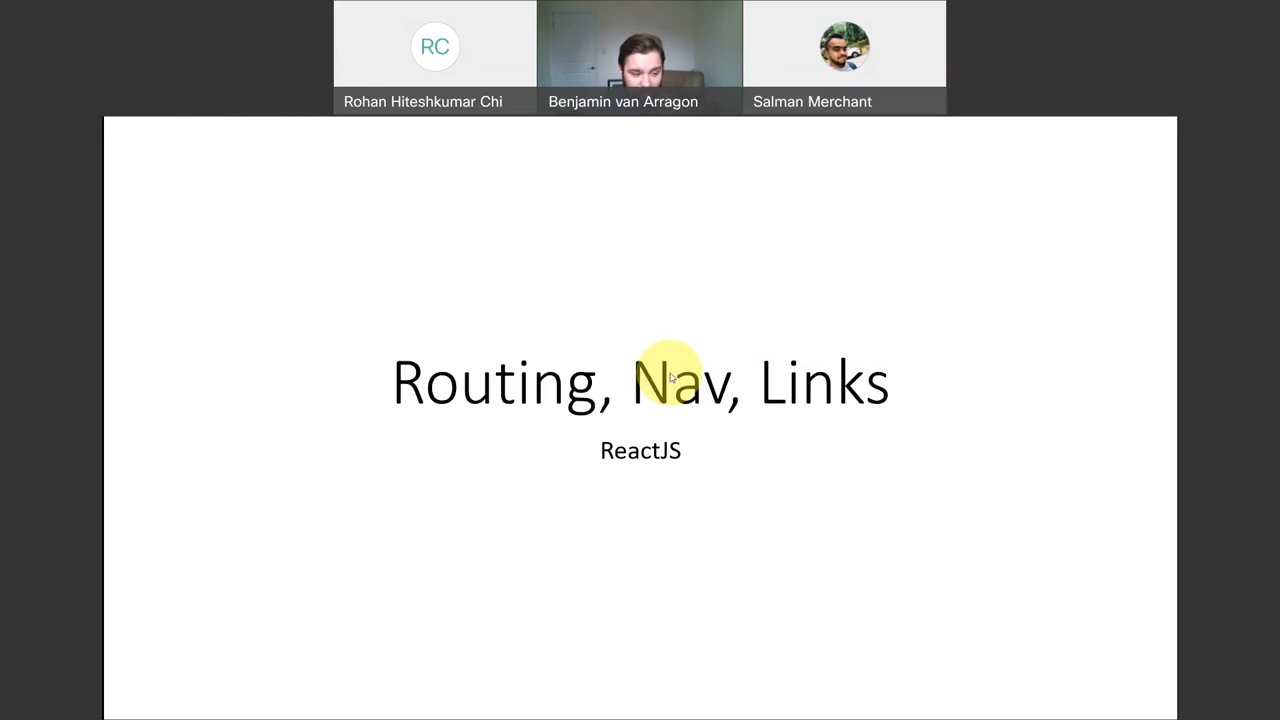 RC
Rohan Hiteshkumar Chi
Benjamin van Arragon
Salman Merchant
Routing, Nav, Links
ReactJS